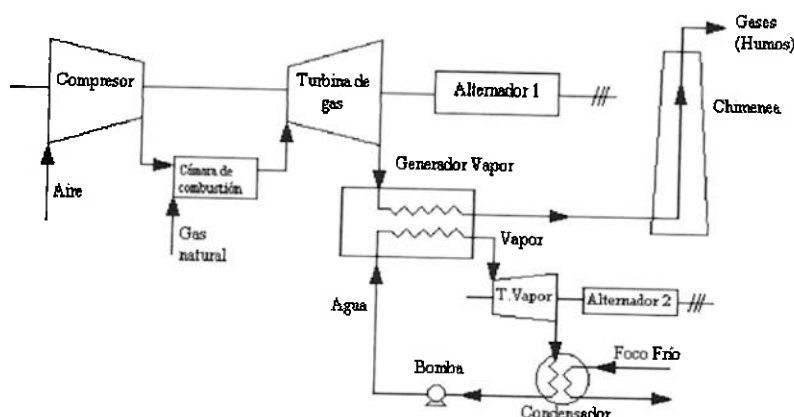 Compresor
Turbina de
gas
Alternador 1
Gases
(Humos)
Chimenea
Cámara de
combustión
Aire
Gas
natural
Generador Vapor
Vapor
Agua
T. Vapor
Alternador 2
Foco Frío
Bomba
Condensador